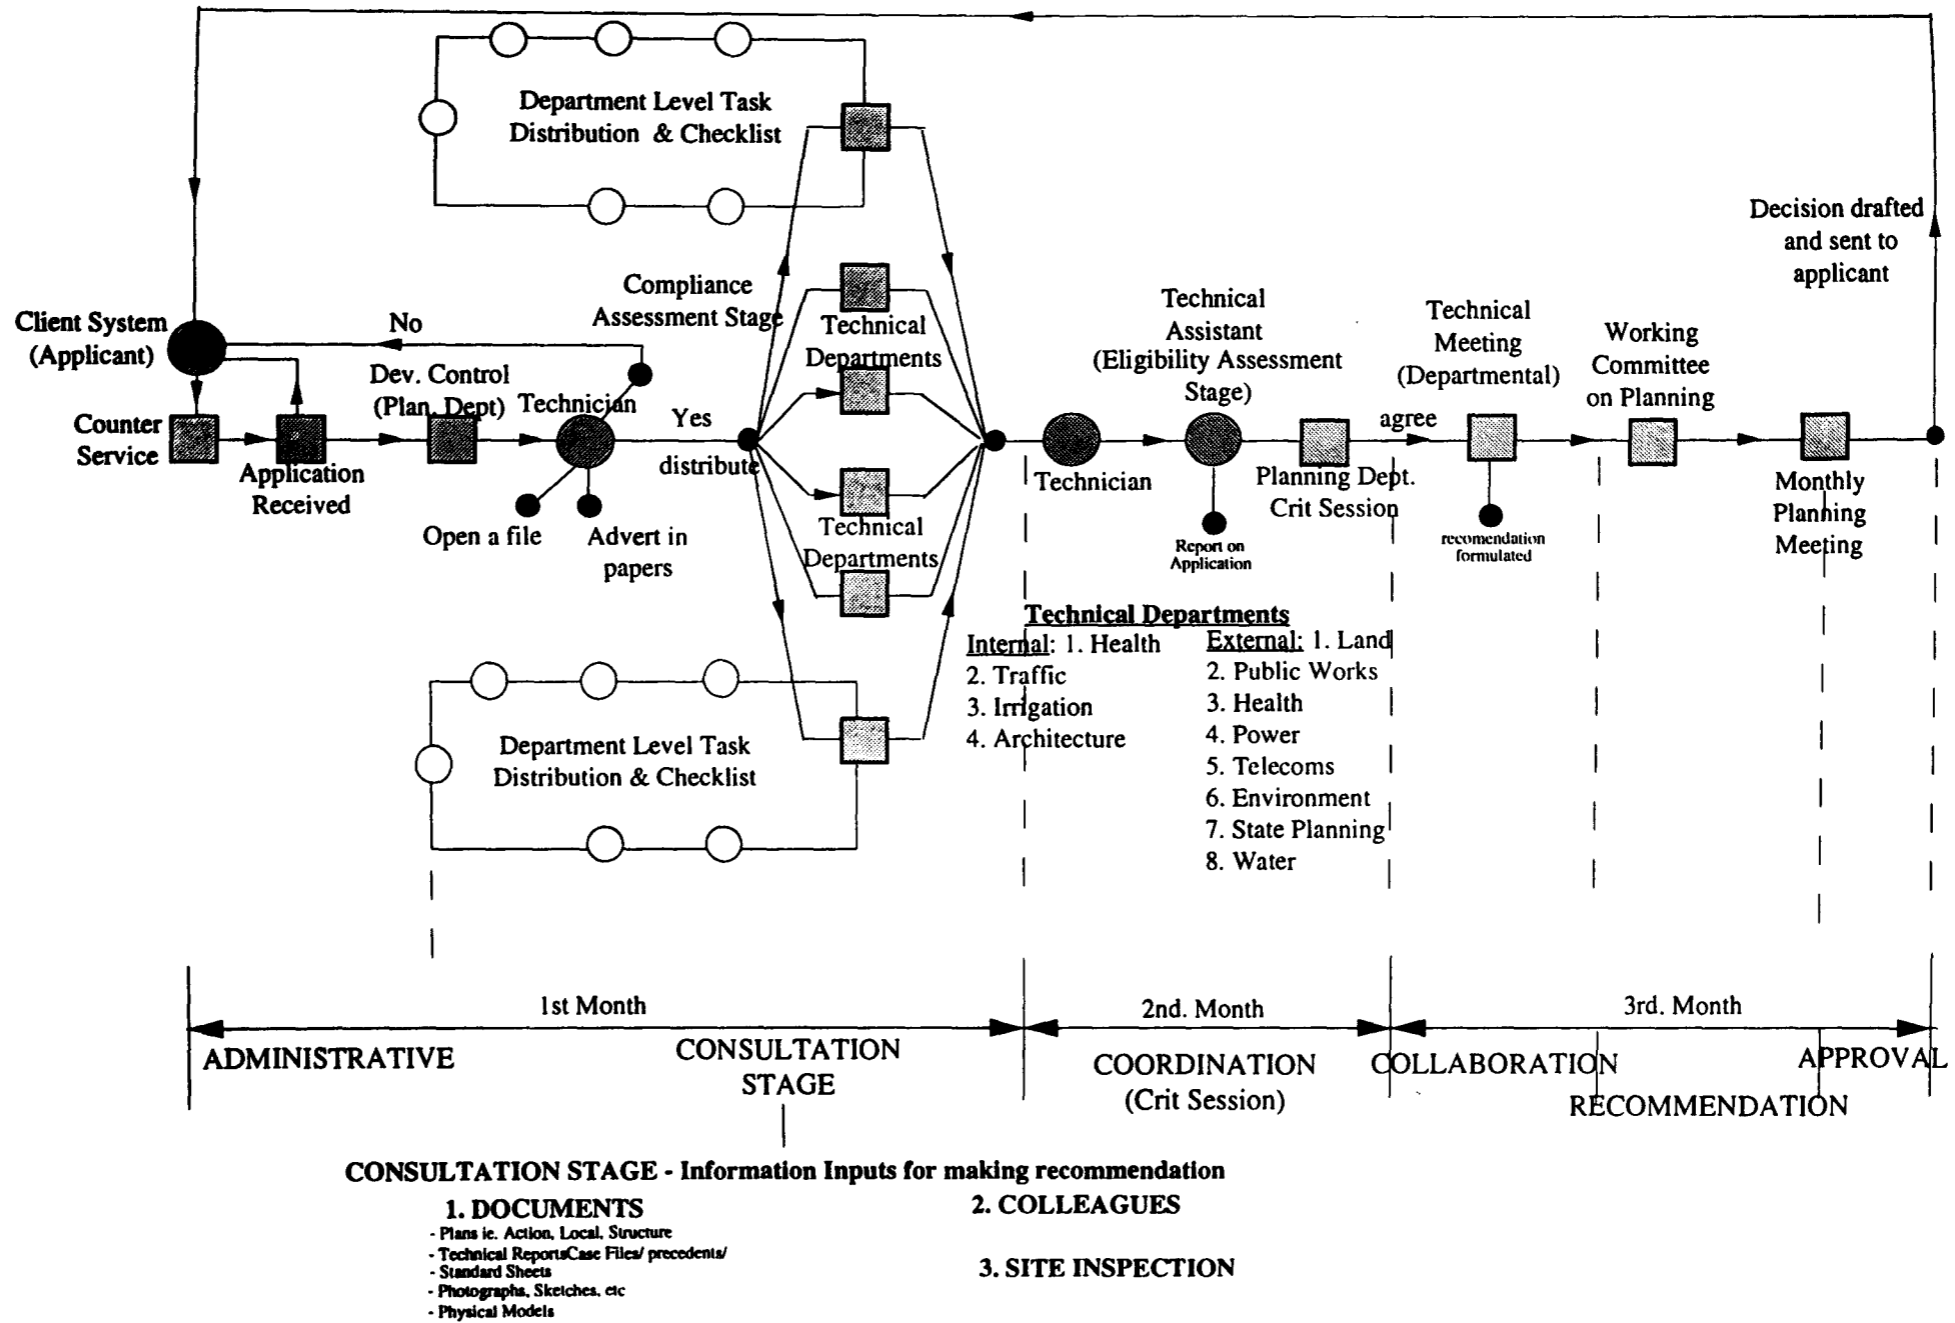 Department Level Task
Distribution & Checklist
Decision drafted
and sent to
applicant
Compliance
Assessment Stage
Client System
(Applicant)
No
Technical
Departments
Technical
Assistant
(Eligibility Assessment
Stage)
Technical
Meeting
(Departmental)
Working
Committee
on Planning
Dev. Control
(Plan. Dept)
Technician
Counter
Service
Yes
distribute
agree
Application
Received
Technician
Planning Dept.
Crit Session
Monthly
Planning
Meeting
Open a file
Advert in
papers
Technical
Departments
Report on
Application
recomendation
formulated
Technical Departments
Internal: 1. Health
2. Traffic
3. Irrigation
4. Architecture
External: 1. Land
2. Public Works
3. Health
4. Power
5. Telecoms
6. Environment
7. State Planning
8. Water
Department Level Task
Distribution & Checklist
1st Month
2nd. Month
3rd. Month
ADMINISTRATIVE
CONSULTATION
STAGE
COORDINATION
(Crit Session)
COLLABORATION
RECOMMENDATION
APPROVAL
CONSULTATION STAGE - Information Inputs for making recommendation
1. DOCUMENTS
- Plans ie. Action, Local, Structure
- Technical ReportsCase Files/ precedents/
- Standard Sheets
- Photographs, Sketches, etc
- Physical Models
2. COLLEAGUES
3. SITE INSPECTION